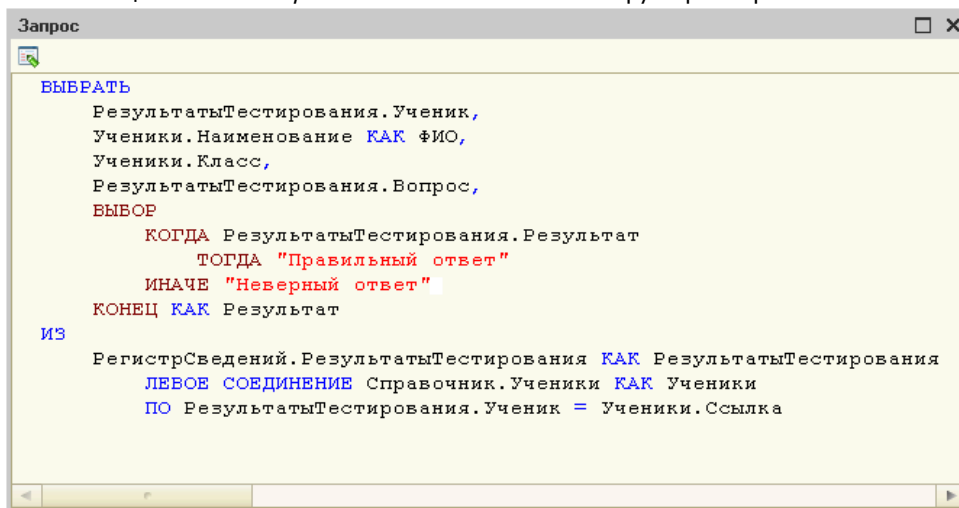 Запрос
ВЫБРАТЬ
РезультатыТестирования.Ученик,
Ученики.Наименование КАК ФИО,
Ученики.Класс,
РезультатыТестирования.Вопрос,
ВЫБОР
КОГДА РезультатыТестирования.Результат
ТОГДА "Правильный ответ"
ИНАЧЕ "Неверный ответ"
КОНЕЦ КАК Результат
ИЗ
РегистрСведений.РезультатыТестирования КАК РезультатыТестирования
ЛЕВОЕ СОЕДИНЕНИЕ Справочник.Ученики КАК Ученики
ПО РезультатыТестирования.Ученик = Ученики.Ссылка